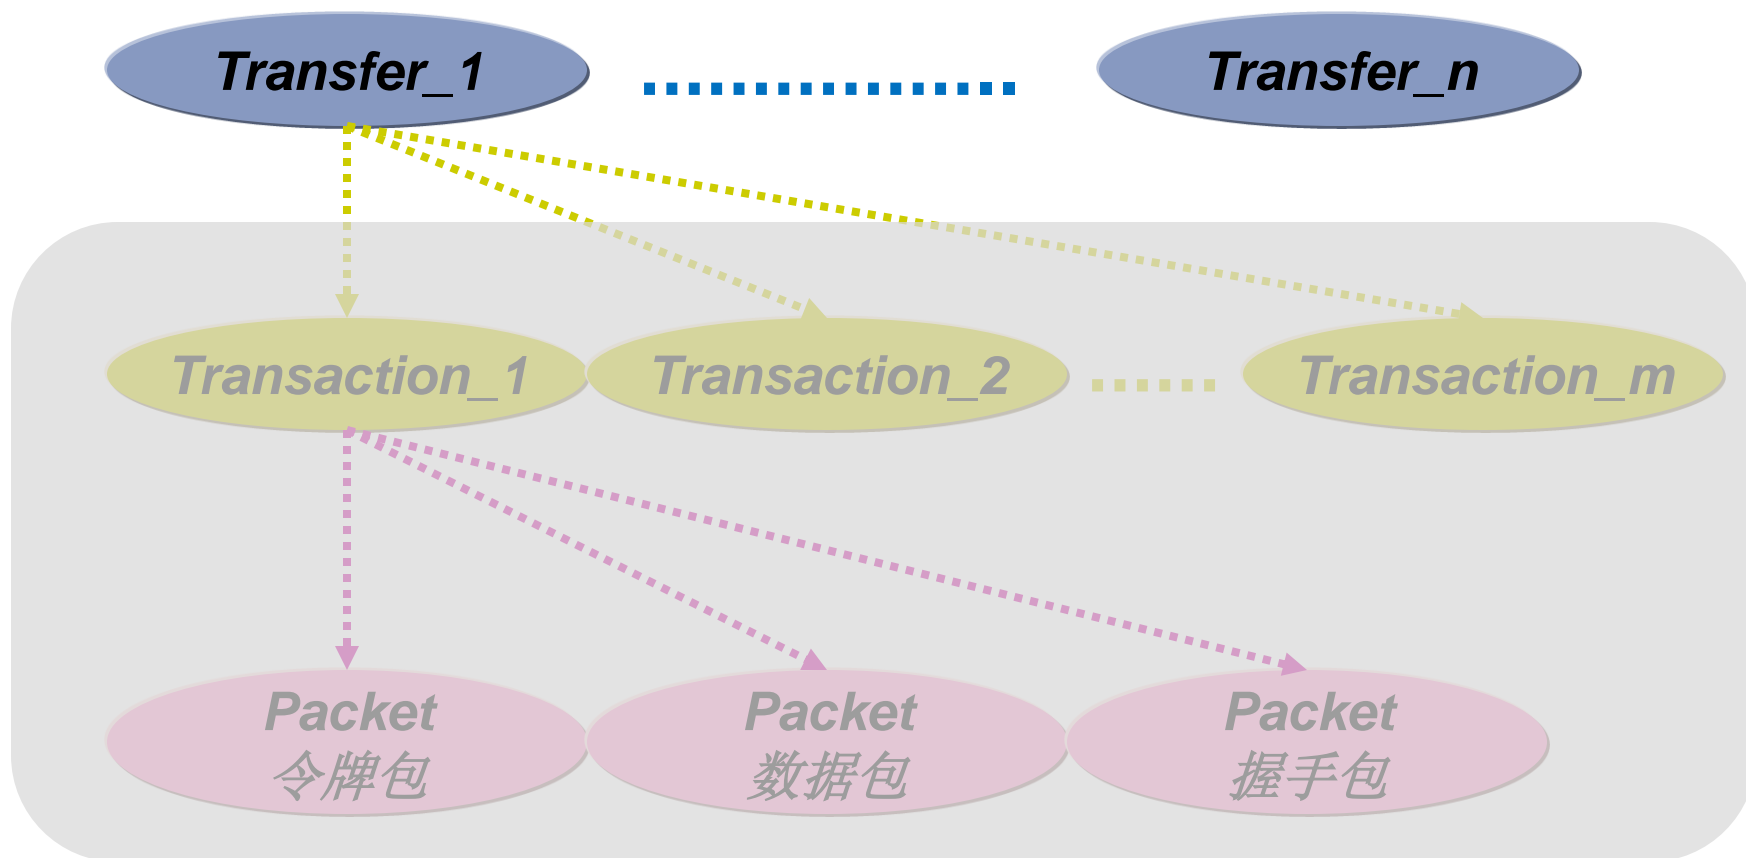 Transfer_1
Transfer_n
Transaction_1
Transaction_2
Transaction_m
Packet
令牌包
Packet
数据包
Packet
握手包